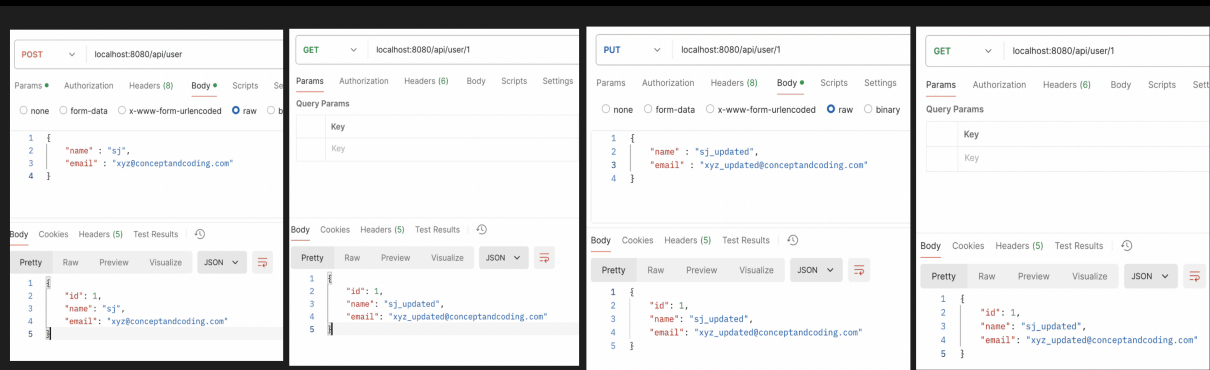 POST localhost:8080/api/user
Params Authorization Headers (8) Body Scripts Se
none form-data x-www-form-urlencoded raw b
1 {
2 "name" : "sj",
3 "email" : "xyz@conceptandcoding.com"
4 }
Body Cookies Headers (5) Test Results
Pretty Raw Preview Visualize JSON
1 {
2 "id": 1,
3 "name": "sj",
4 "email": "xyz@conceptandcoding.com"
5 }
GET localhost:8080/api/user/1
Params Authorization Headers (6) Body Scripts Settings
Query Params
Key
Key
Body Cookies Headers (5) Test Results
Pretty Raw Preview Visualize JSON
1 {
2 "id": 1,
3 "name": "sj_updated",
4 "email": "xyz_updated@conceptandcoding.com"
5 }
PUT localhost:8080/api/user/1
Params Authorization Headers (8) Body Scripts Settings
none form-data x-www-form-urlencoded raw binary
1 {
2 "name" : "sj_updated",
3 "email" : "xyz_updated@conceptandcoding.com"
4 }
Body Cookies Headers (5) Test Results
Pretty Raw Preview Visualize JSON
1 {
2 "id": 1,
3 "name": "sj_updated",
4 "email": "xyz_updated@conceptandcoding.com"
5 }
GET localhost:8080/api/user/1
Params Authorization Headers (6) Body Scripts Sett
Query Params
Key
Key
Body Cookies Headers (5) Test Results
Pretty Raw Preview Visualize JSON
1 {
2 "id": 1,
3 "name": "sj_updated",
4 "email": "xyz_updated@conceptandcoding.com"
5 }